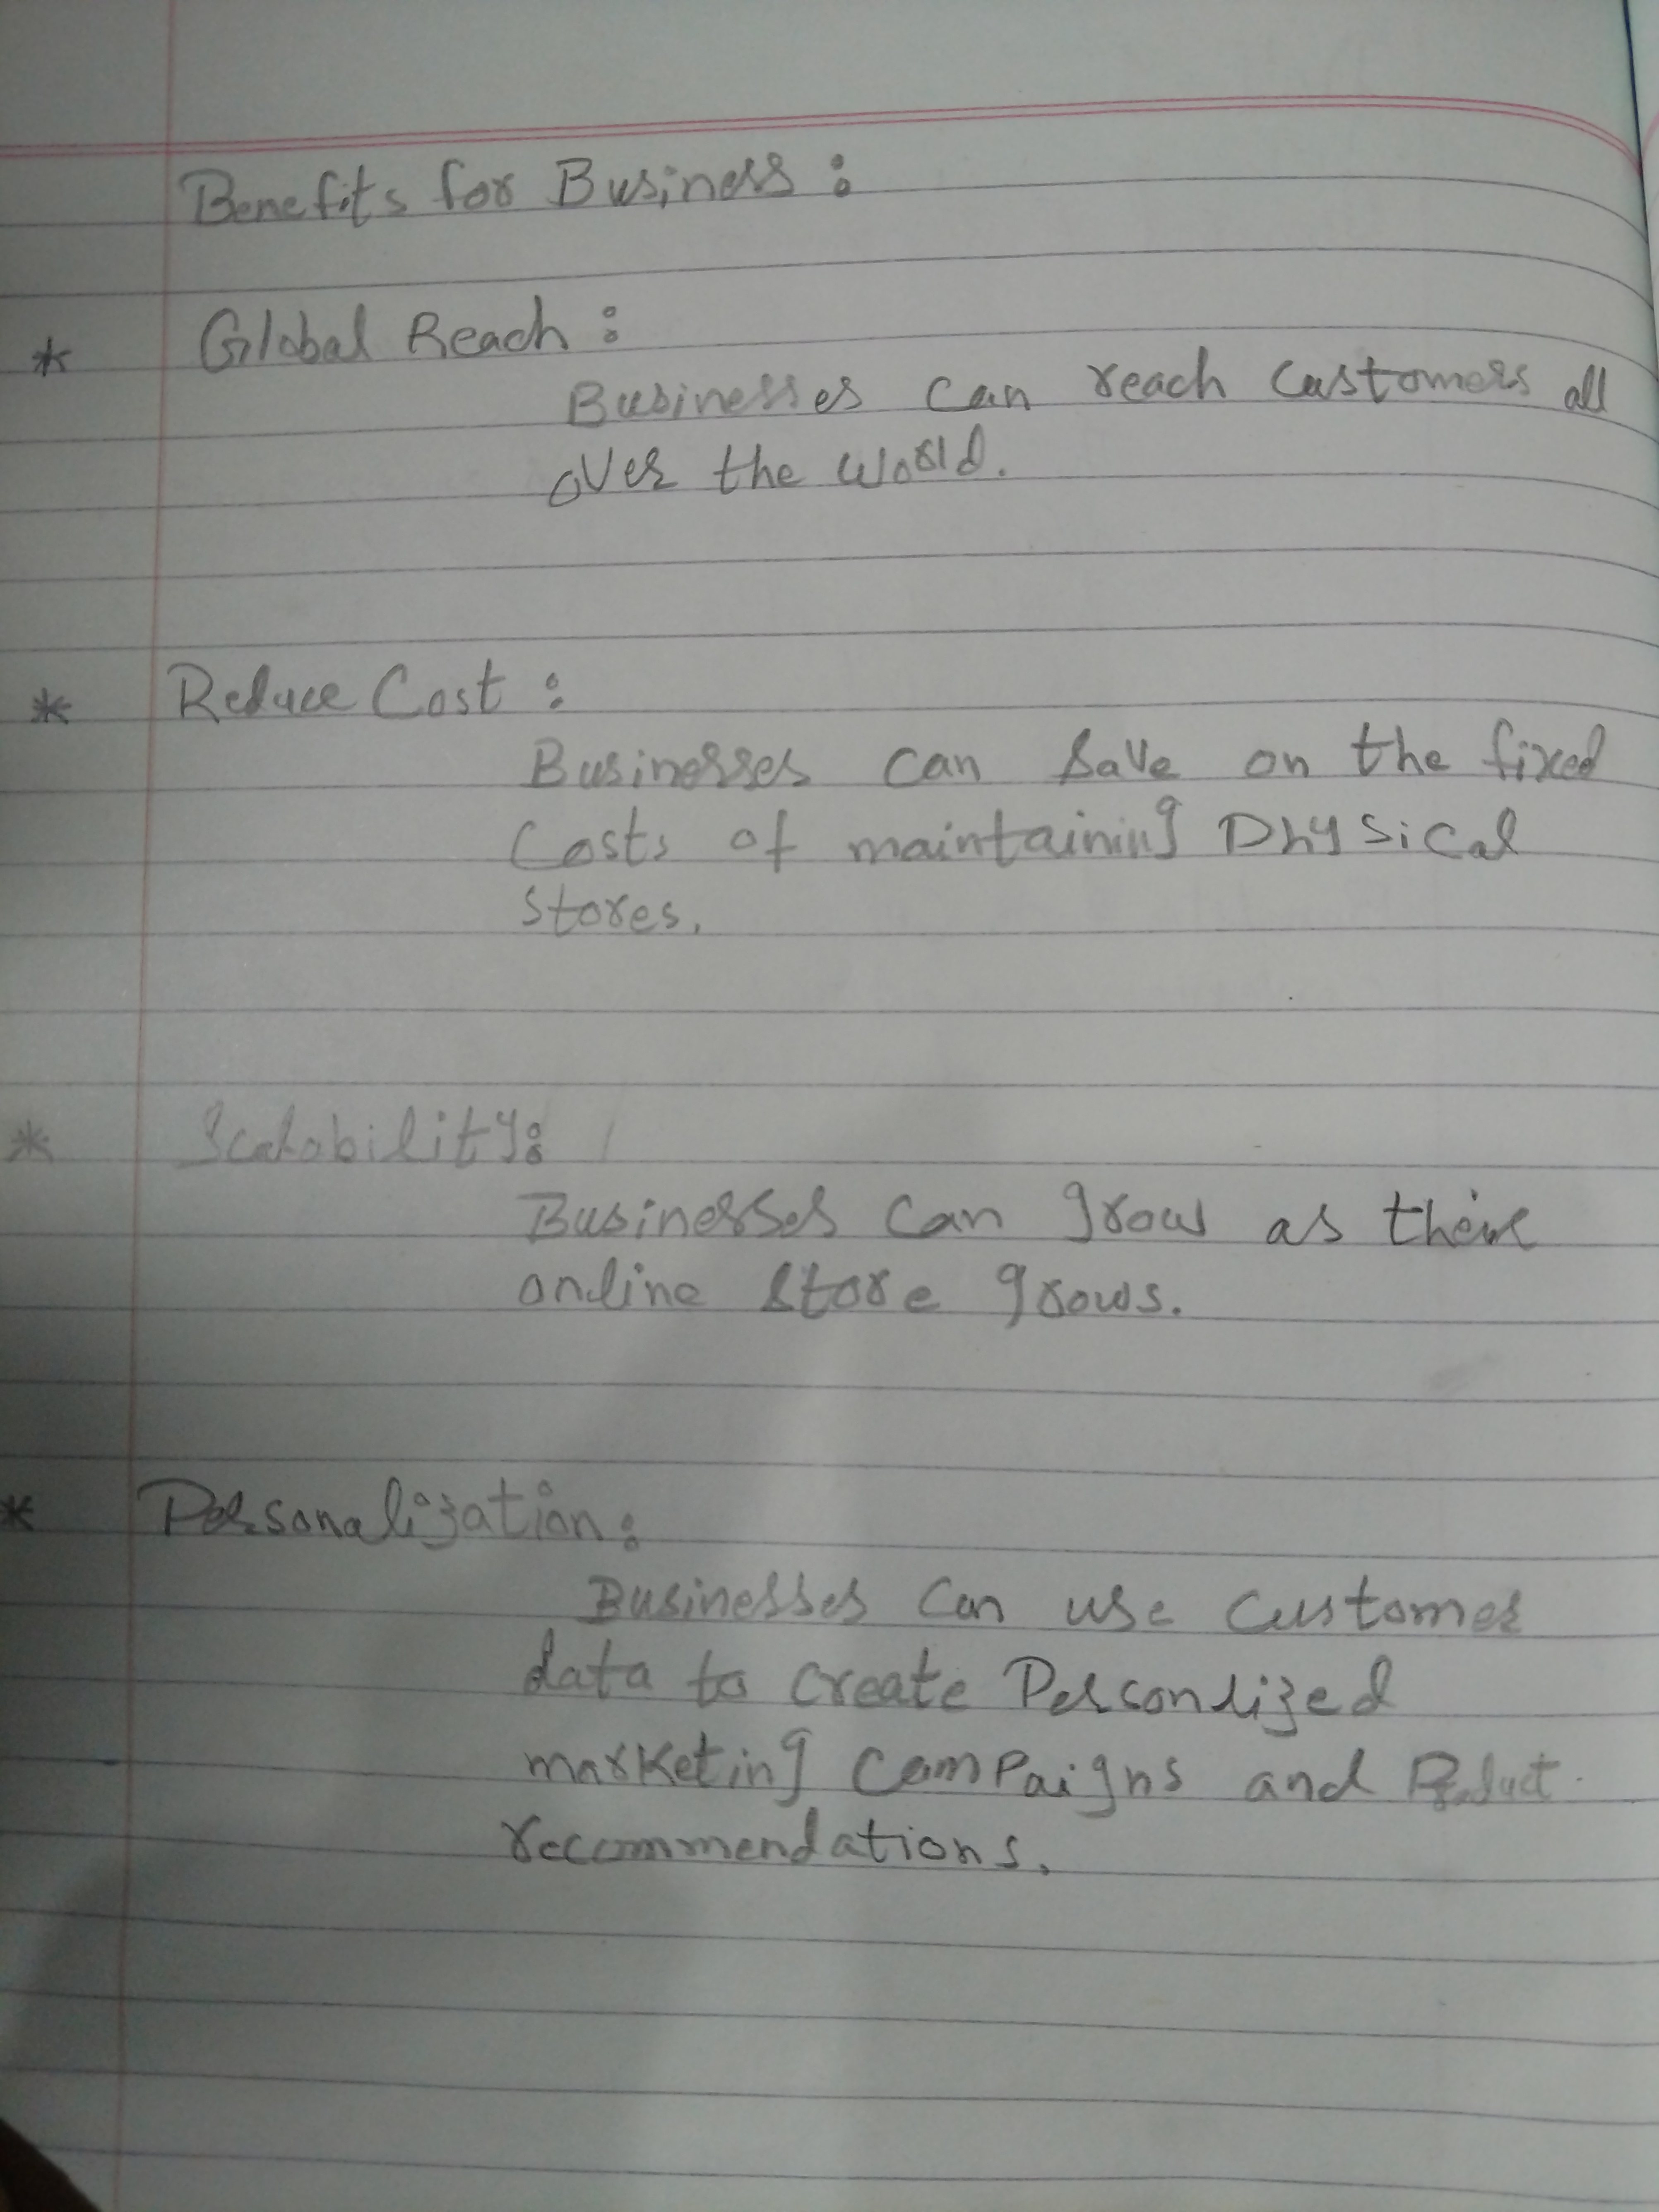 Benefits for Business :
* Global Reach :
Businesses can reach customers all
over the world.
* Reduce Cost :
Businesses can save on the fixed
costs of maintaining Physical
stores.
* Scalability :
Businesses can grow as their
online store grows.
* Personalization :
Businesses can use customer
data to create Personalized
marketing campaigns and Product
recommendations.